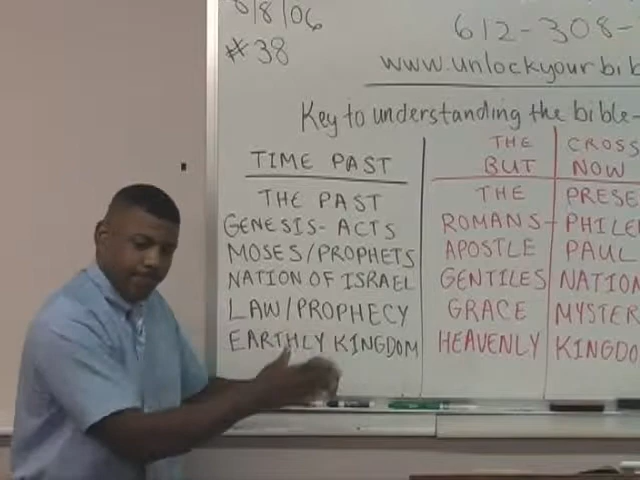 8/8/06
#38
612-308-
www.unlockyourbib
Key to understanding the bible-
TIME PAST
THE CROSS
BUT NOW
THE PAST
THE PRESE
GENESIS- ACTS
ROMANS- PHILE
MOSES/PROPHETS
APOSTLE PAUL
NATION OF ISRAEL
GENTILES NATION
LAW/PROPHECY
GRACE MYSTER
EARTHLY KINGDOM
HEAVENLY KINGDO